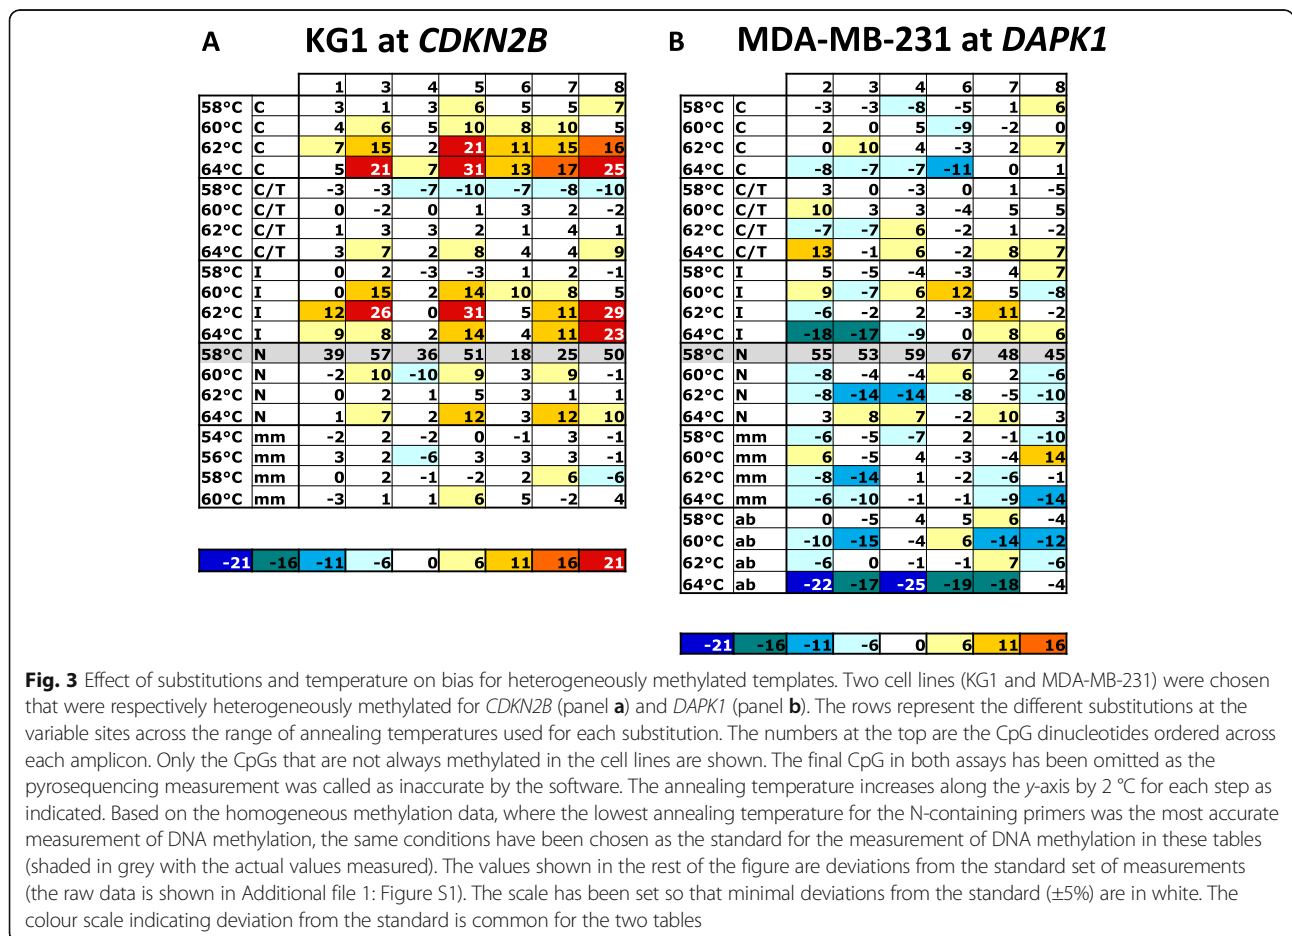 A KG1 at CDKN2B
1 3 4 5 6 7 8
58°C C 3 1 3 6 5 5 7
60°C C 4 6 5 10 8 10 5
62°C C 7 15 2 21 11 15 16
64°C C 5 21 7 31 13 17 25
58°C C/T -3 -3 -7 -10 -7 -8 -10
60°C C/T 0 -2 0 1 3 2 -2
62°C C/T 1 3 3 2 1 4 1
64°C C/T 3 7 2 8 4 4 9
58°C I 0 2 -3 -3 1 2 -1
60°C I 0 15 2 14 10 8 5
62°C I 12 26 0 31 5 11 29
64°C I 9 8 2 14 4 11 23
58°C N 39 57 36 51 18 25 50
60°C N -2 10 -10 9 3 9 -1
62°C N 0 2 1 5 3 1 1
64°C N 1 7 2 12 3 12 10
54°C mm -2 2 -2 0 -1 3 -1
56°C mm 3 2 -6 3 3 3 -1
58°C mm 0 2 -1 -2 2 6 -6
60°C mm -3 1 1 6 5 -2 4
-21 -16 -11 -6 0 6 11 16 21
B MDA-MB-231 at DAPK1
2 3 4 6 7 8
58°C C -3 -3 -8 -5 1 6
60°C C 2 0 5 -9 -2 0
62°C C 0 10 4 -3 2 7
64°C C -8 -7 -7 -11 0 1
58°C C/T 3 0 -3 0 1 -5
60°C C/T 10 3 3 -4 5 5
62°C C/T -7 -7 6 -2 1 -2
64°C C/T 13 -1 6 -2 8 7
58°C I 5 -5 -4 -3 4 7
60°C I 9 -7 6 12 5 -8
62°C I -6 -2 2 -3 11 -2
64°C I -18 -17 -9 0 8 6
58°C N 55 53 59 67 48 45
60°C N -8 -4 -4 6 2 -6
62°C N -8 -14 -14 -8 -5 -10
64°C N 3 8 7 -2 10 3
58°C mm -6 -5 -7 2 -1 -10
60°C mm 6 -5 4 -3 -4 14
62°C mm -8 -14 1 -2 -6 -1
64°C mm -6 -10 -1 -1 -9 -14
58°C ab 0 -5 4 5 6 -4
60°C ab -10 -15 -4 6 -14 -12
62°C ab -6 0 -1 -1 7 -6
64°C ab -22 -17 -25 -19 -18 -4
-21 -16 -11 -6 0 6 11 16
Fig. 3 Effect of substitutions and temperature on bias for heterogeneously methylated templates. Two cell lines (KG1 and MDA-MB-231) were chosen
that were respectively heterogeneously methylated for CDKN2B (panel a) and DAPK1 (panel b). The rows represent the different substitutions at the
variable sites across the range of annealing temperatures used for each substitution. The numbers at the top are the CpG dinucleotides ordered across
each amplicon. Only the CpGs that are not always methylated in the cell lines are shown. The final CpG in both assays has been omitted as the
pyrosequencing measurement was called as inaccurate by the software. The annealing temperature increases along the y-axis by 2 °C for each step as
indicated. Based on the homogeneous methylation data, where the lowest annealing temperature for the N-containing primers was the most accurate
measurement of DNA methylation, the same conditions have been chosen as the standard for the measurement of DNA methylation in these tables
(shaded in grey with the actual values measured). The values shown in the rest of the figure are deviations from the standard set of measurements
(the raw data is shown in Additional file 1: Figure S1). The scale has been set so that minimal deviations from the standard (±5%) are in white. The
colour scale indicating deviation from the standard is common for the two tables